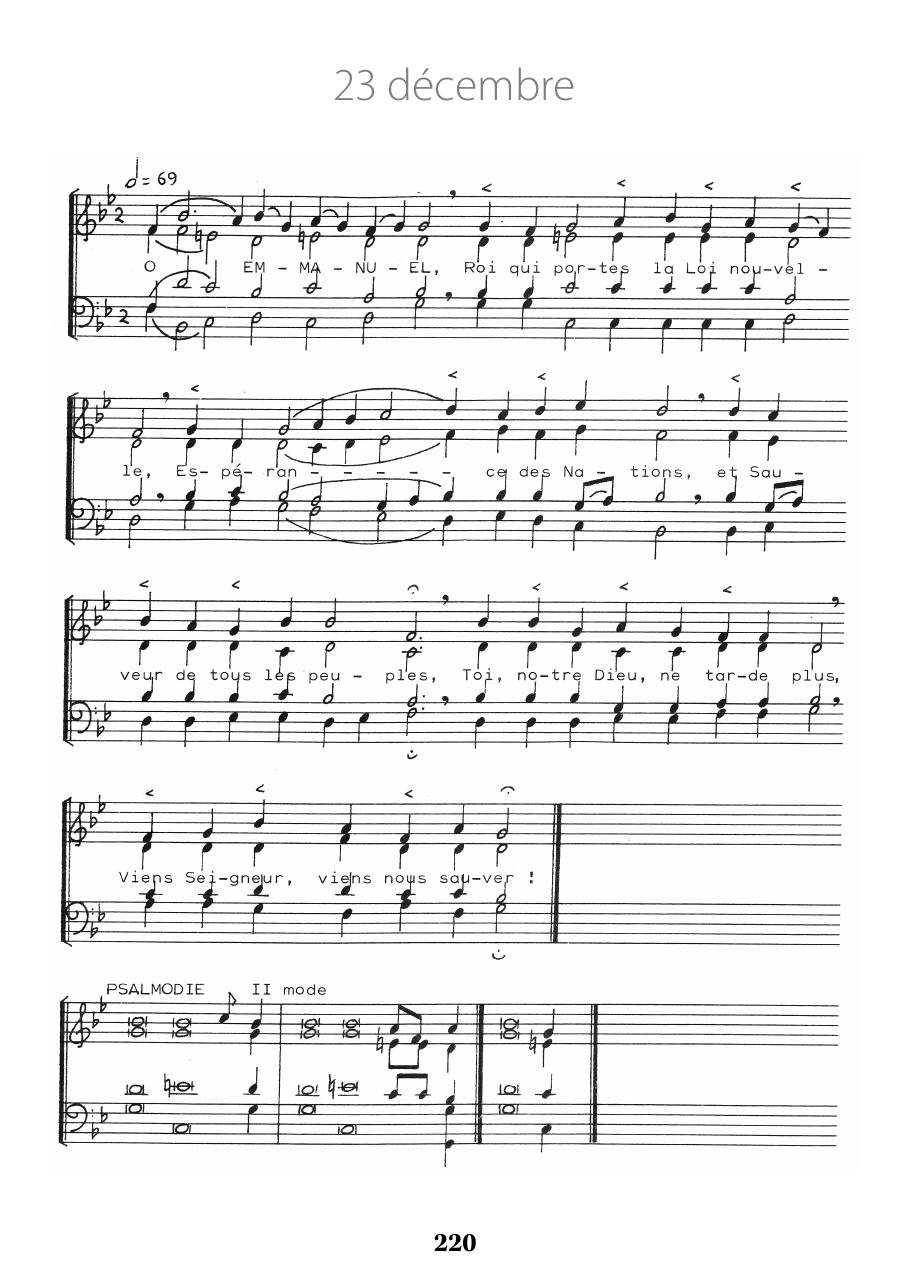 23 décembre
= 69
2
O EM - MA - NU - EL, Roi qui por-tes la Loi nou-vel -
2
le, Es- pé- ran - - - - - - ce des Na - tions, et Sau -
veur de tous les peu - ples, Toi, no-tre Dieu, ne tar-de plus,
Viens Sei-gneur, viens nous sau-ver !
PSALMODIE II mode
220